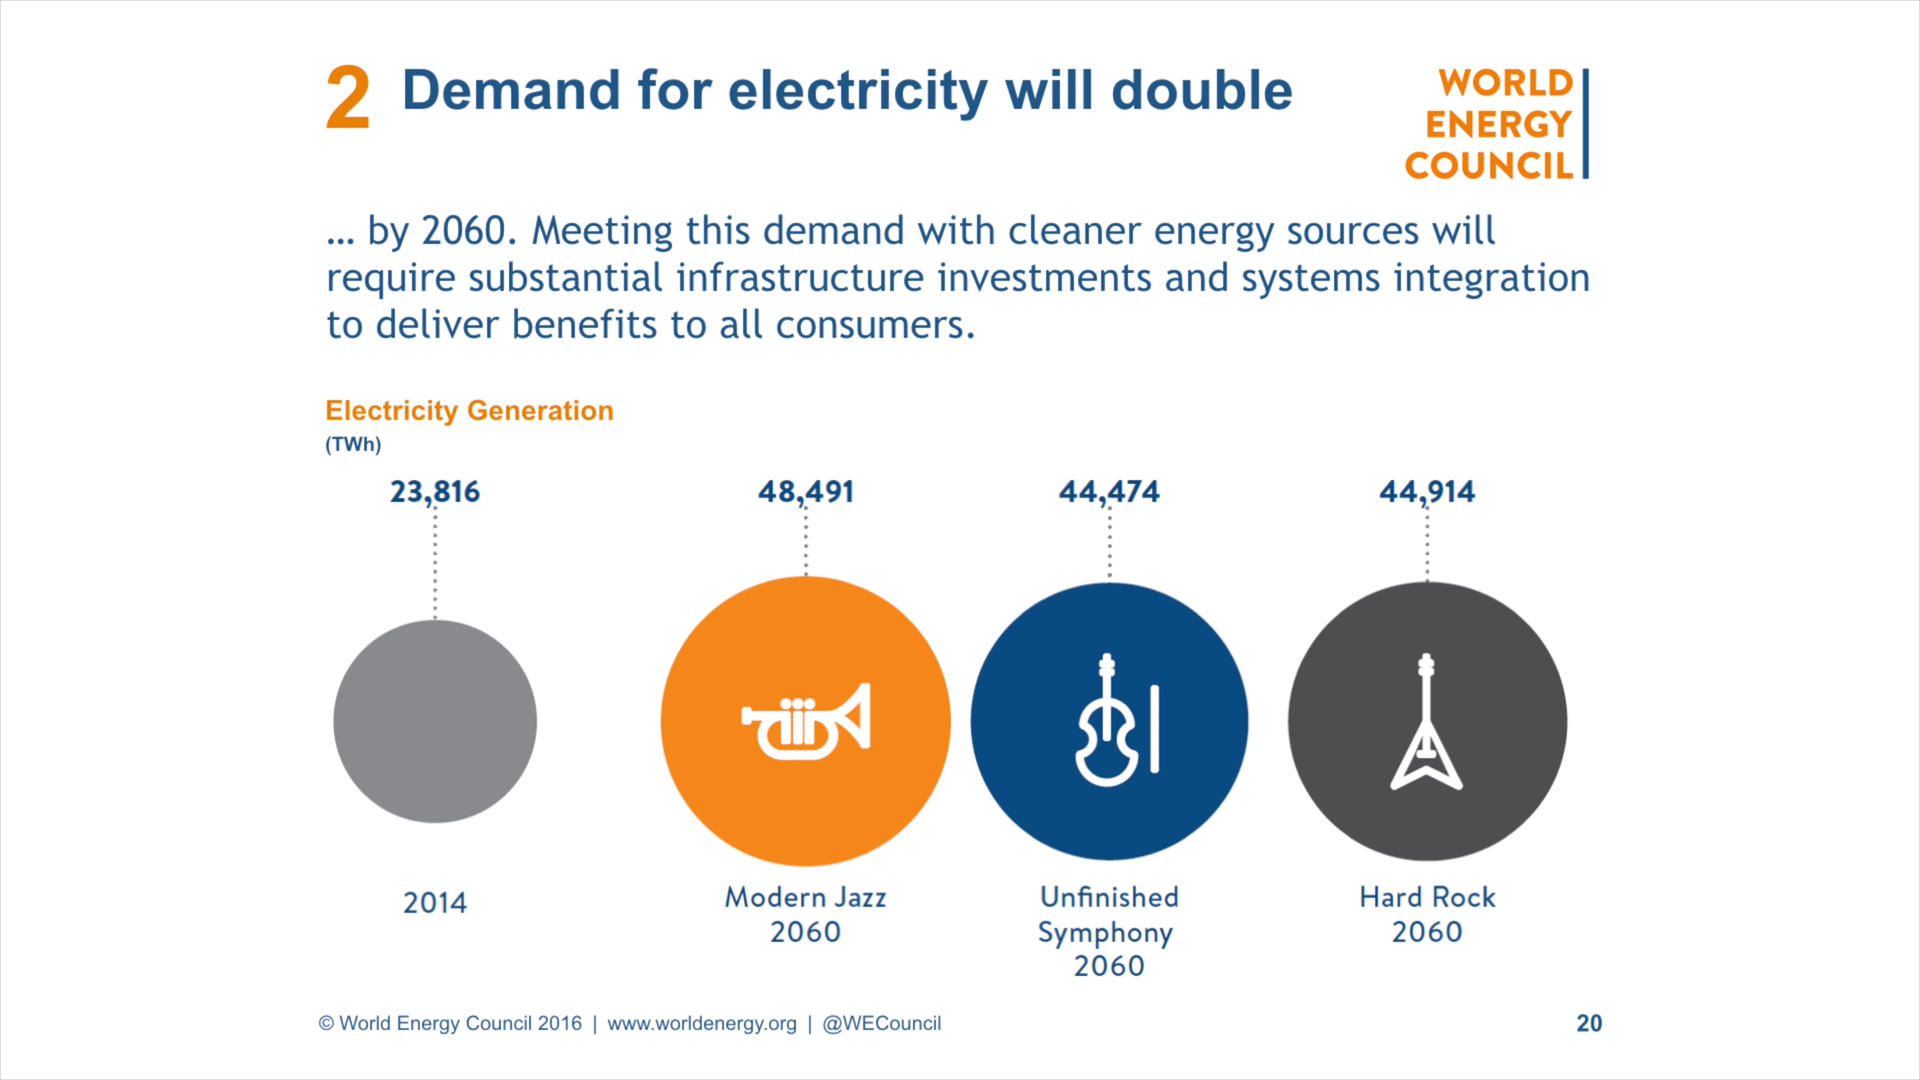 2 Demand for electricity will double
WORLD
ENERGY
COUNCIL
... by 2060. Meeting this demand with cleaner energy sources will
require substantial infrastructure investments and systems integration
to deliver benefits to all consumers.
Electricity Generation
(TWh)
23,816 48,491 44,474 44,914
2014
Modern Jazz
2060
Unfinished
Symphony
2060
Hard Rock
2060
© World Energy Council 2016 | www.worldenergy.org | @WECouncil
20